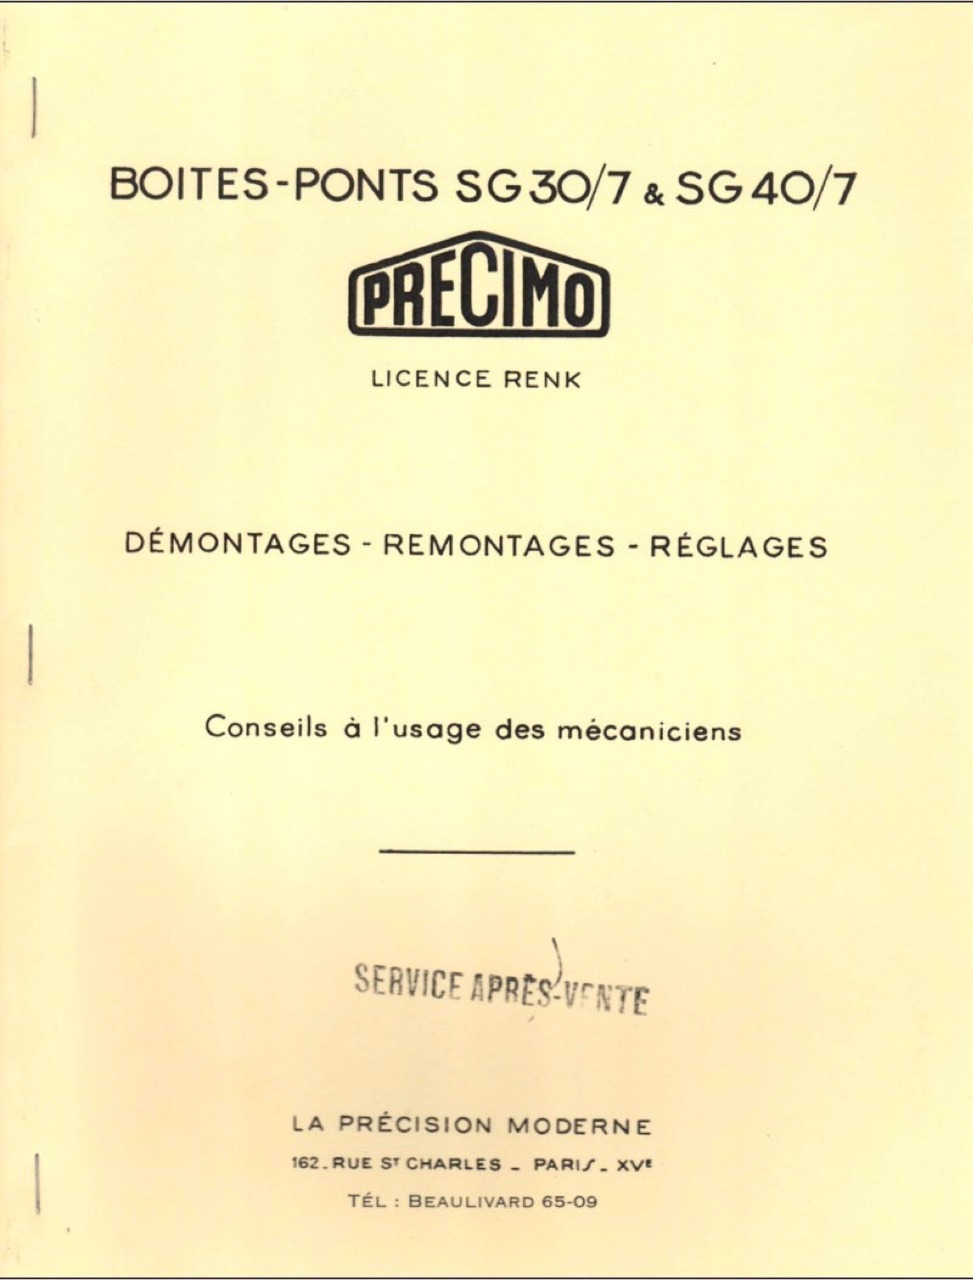 BOITES-PONTS SG30/7 & SG40/7
PRECIMO
LICENCE RENK
DÉMONTAGES - REMONTAGES - RÉGLAGES
Conseils à l'usage des mécaniciens
SERVICE APRÈS-VENTE
LA PRÉCISION MODERNE
162. RUE ST CHARLES - PARIS - XVE
TÉL : BEAULIVARD 65-09